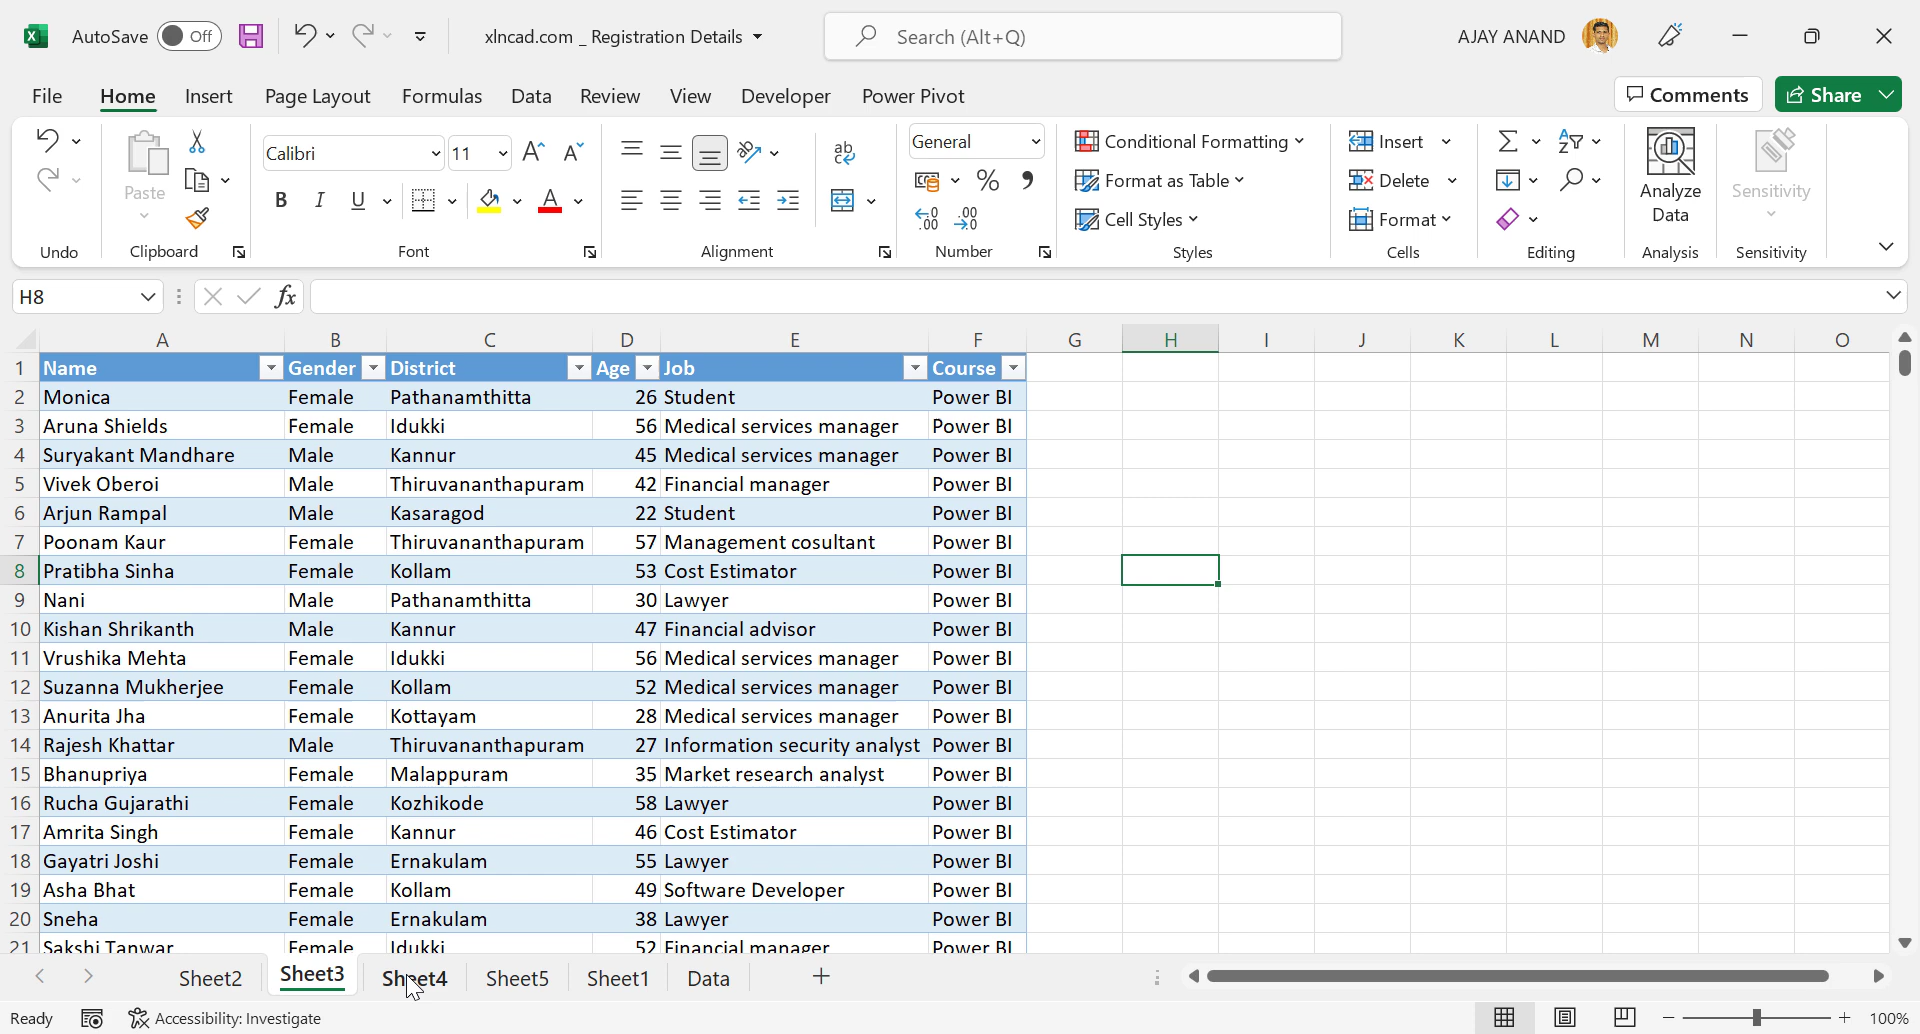 AutoSave Off xlncad.com _ Registration Details Search (Alt+Q) AJAY ANAND
File Home Insert Page Layout Formulas Data Review View Developer Power Pivot Comments Share
Calibri 11 ab General Conditional Formatting Insert
Paste Format as Table Delete Analyze Data Sensitivity
B I U A Cell Styles Format
Undo Clipboard Font Alignment Number Styles Cells Editing Analysis Sensitivity
H8 fx
A B C D E F G H I J K L M N O
1 Name Gender District Age Job Course
2 Monica Female Pathanamthitta 26 Student Power BI
3 Aruna Shields Female Idukki 56 Medical services manager Power BI
4 Suryakant Mandhare Male Kannur 45 Medical services manager Power BI
5 Vivek Oberoi Male Thiruvananthapuram 42 Financial manager Power BI
6 Arjun Rampal Male Kasaragod 22 Student Power BI
7 Poonam Kaur Female Thiruvananthapuram 57 Management cosultant Power BI
8 Pratibha Sinha Female Kollam 53 Cost Estimator Power BI
9 Nani Male Pathanamthitta 30 Lawyer Power BI
10 Kishan Shrikanth Male Kannur 47 Financial advisor Power BI
11 Vrushika Mehta Female Idukki 56 Medical services manager Power BI
12 Suzanna Mukherjee Female Kollam 52 Medical services manager Power BI
13 Anurita Jha Female Kottayam 28 Medical services manager Power BI
14 Rajesh Khattar Male Thiruvananthapuram 27 Information security analyst Power BI
15 Bhanupriya Female Malappuram 35 Market research analyst Power BI
16 Rucha Gujarathi Female Kozhikode 58 Lawyer Power BI
17 Amrita Singh Female Kannur 46 Cost Estimator Power BI
18 Gayatri Joshi Female Ernakulam 55 Lawyer Power BI
19 Asha Bhat Female Kollam 49 Software Developer Power BI
20 Sneha Female Ernakulam 38 Lawyer Power BI
21 Sakshi Tanwar Female Idukki 52 Financial manager Power BI
Sheet2 Sheet3 Sheet4 Sheet5 Sheet1 Data
Ready Accessibility: Investigate 100%